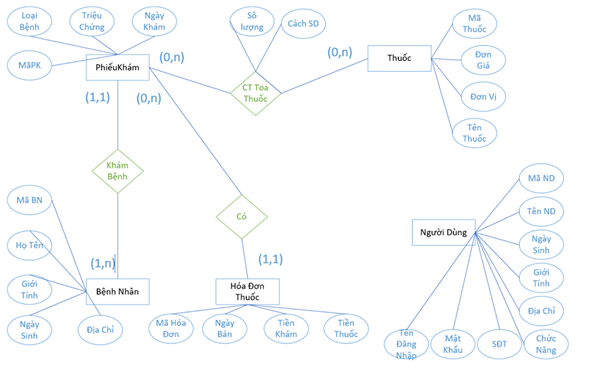 Loại
Bệnh
Triệu
Chứng
Ngày
Khám
MãPK
PhiếuKhám
(0,n)
(1,1)
(0,n)
Sô
lượng
Cách SD
(0,n)
CT Toa
Thuốc
Thuốc
Mã
Thuốc
Đơn
Giá
Đơn Vị
Tên
Thuốc
Khám
Bệnh
Có
Mã BN
Họ Tên
Giới
Tính
Ngày
Sinh
Địa Chỉ
(1,n)
Bệnh Nhân
(1,1)
Hóa Đơn
Thuốc
Mã Hóa
Đơn
Ngày
Bán
Tiền
Khám
Tiền
Thuốc
Người Dùng
Mã ND
Tên ND
Ngày
Sinh
Giới
Tính
Địa Chỉ
Chức
Năng
SĐT
Mật
Khẩu
Tên
Đăng
Nhập